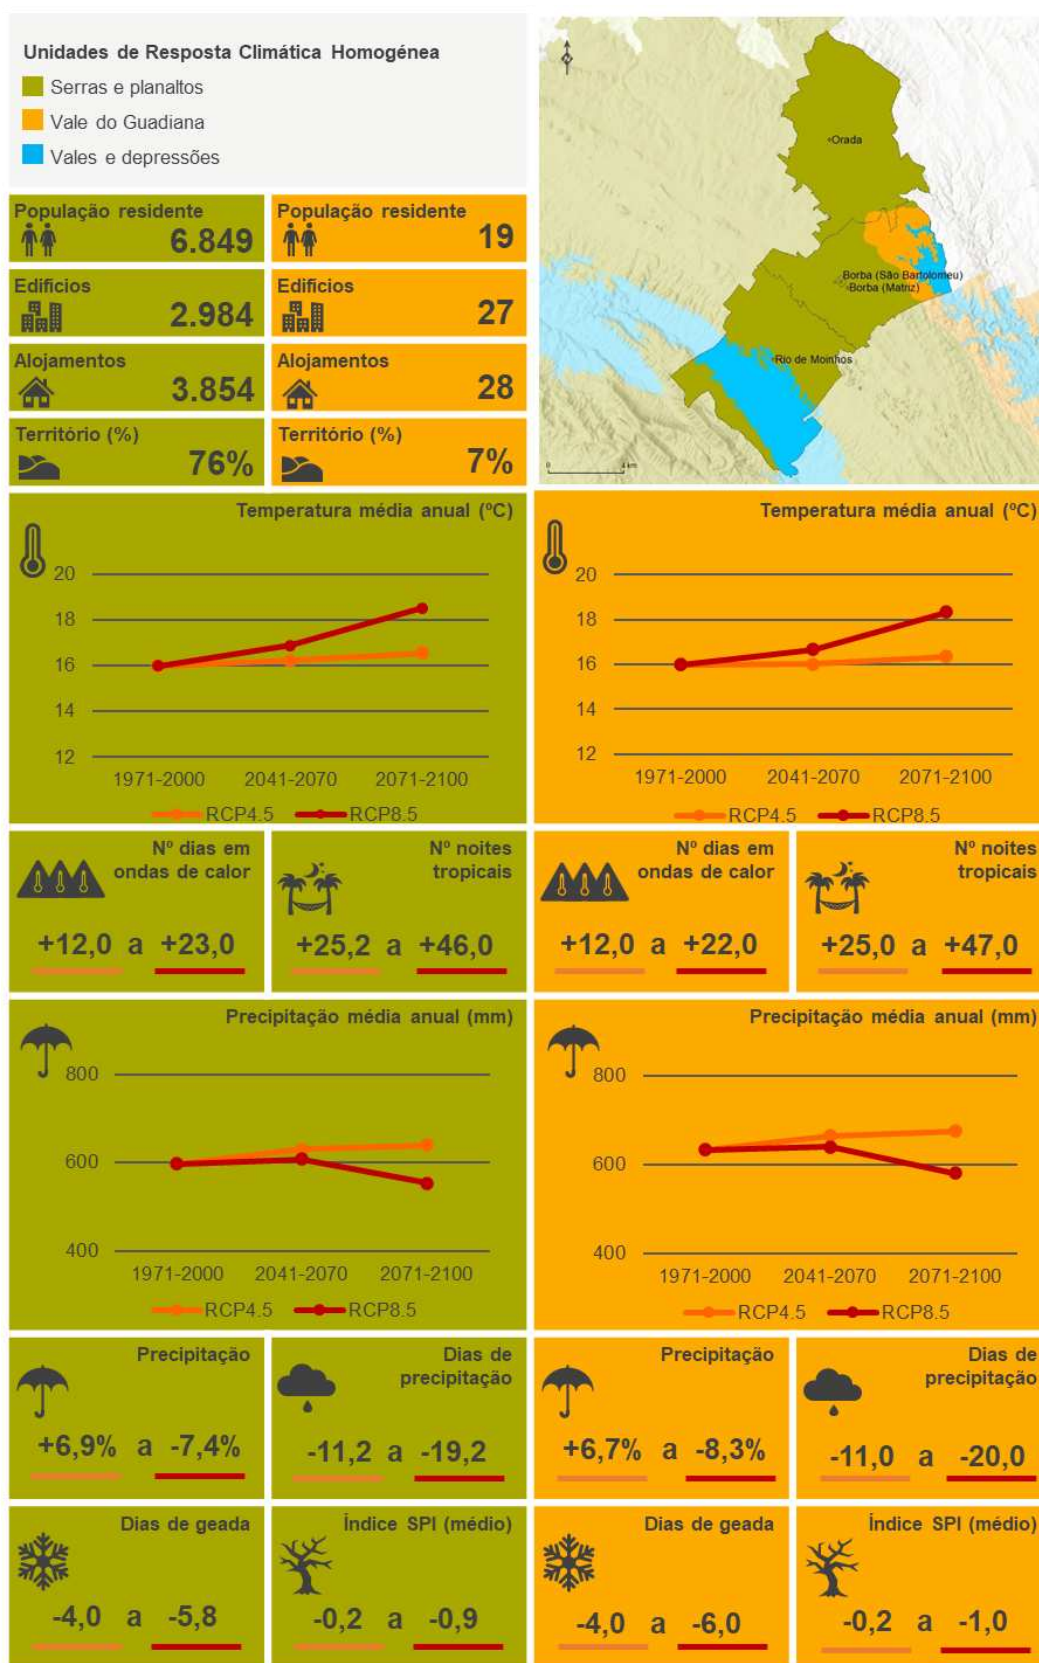 Unidades de Resposta Climática Homogénea
Serras e planaltos
Vale do Guadiana
Vales e depressões
Orada
Borba (São Bartolomeu)
Borba (Matriz)
Rio de Moinhos
0 4 km
População residente
6.849
População residente
19
Edifícios
2.984
Edifícios
27
Alojamentos
3.854
Alojamentos
28
Território (%)
76%
Território (%)
7%
Temperatura média anual (ºC)
20
18
16
14
12
1971-2000 2041-2070 2071-2100
RCP4.5 RCP8.5
Temperatura média anual (ºC)
20
18
16
14
12
1971-2000 2041-2070 2071-2100
RCP4.5 RCP8.5
Nº dias em
ondas de calor
+12,0 a +23,0
Nº noites
tropicais
+25,2 a +46,0
Nº dias em
ondas de calor
+12,0 a +22,0
Nº noites
tropicais
+25,0 a +47,0
Precipitação média anual (mm)
800
600
400
1971-2000 2041-2070 2071-2100
RCP4.5 RCP8.5
Precipitação média anual (mm)
800
600
400
1971-2000 2041-2070 2071-2100
RCP4.5 RCP8.5
Precipitação
+6,9% a -7,4%
Dias de
precipitação
-11,2 a -19,2
Precipitação
+6,7% a -8,3%
Dias de
precipitação
-11,0 a -20,0
Dias de geada
-4,0 a -5,8
Índice SPI (médio)
-0,2 a -0,9
Dias de geada
-4,0 a -6,0
Índice SPI (médio)
-0,2 a -1,0